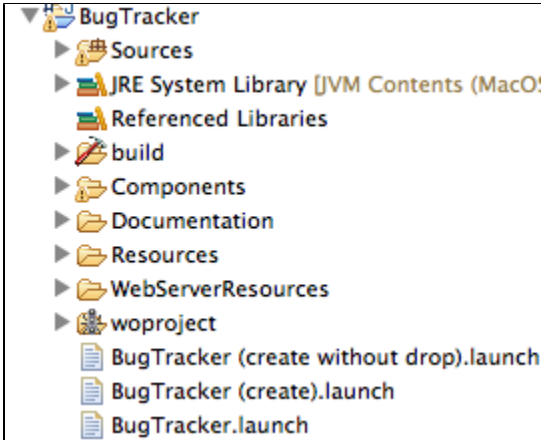 BugTracker
Sources
JRE System Library [JVM Contents (MacOS
Referenced Libraries
build
Components
Documentation
Resources
WebServerResources
woproject
BugTracker (create without drop).launch
BugTracker (create).launch
BugTracker.launch